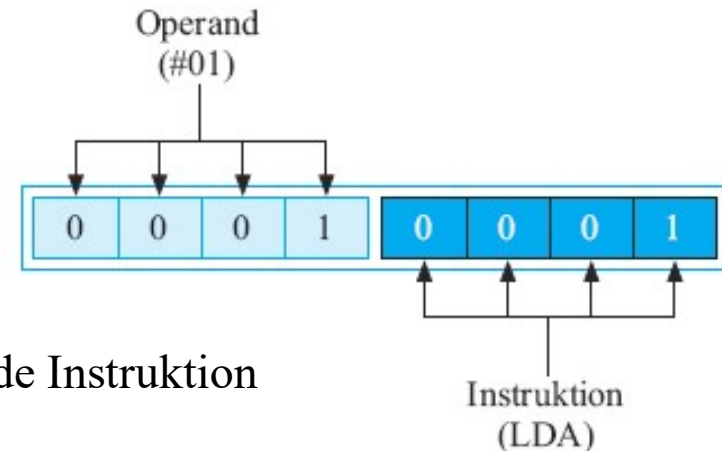 Operand
(#01)
0 0 0 1 0 0 0 1
de Instruktion
Instruktion
(LDA)